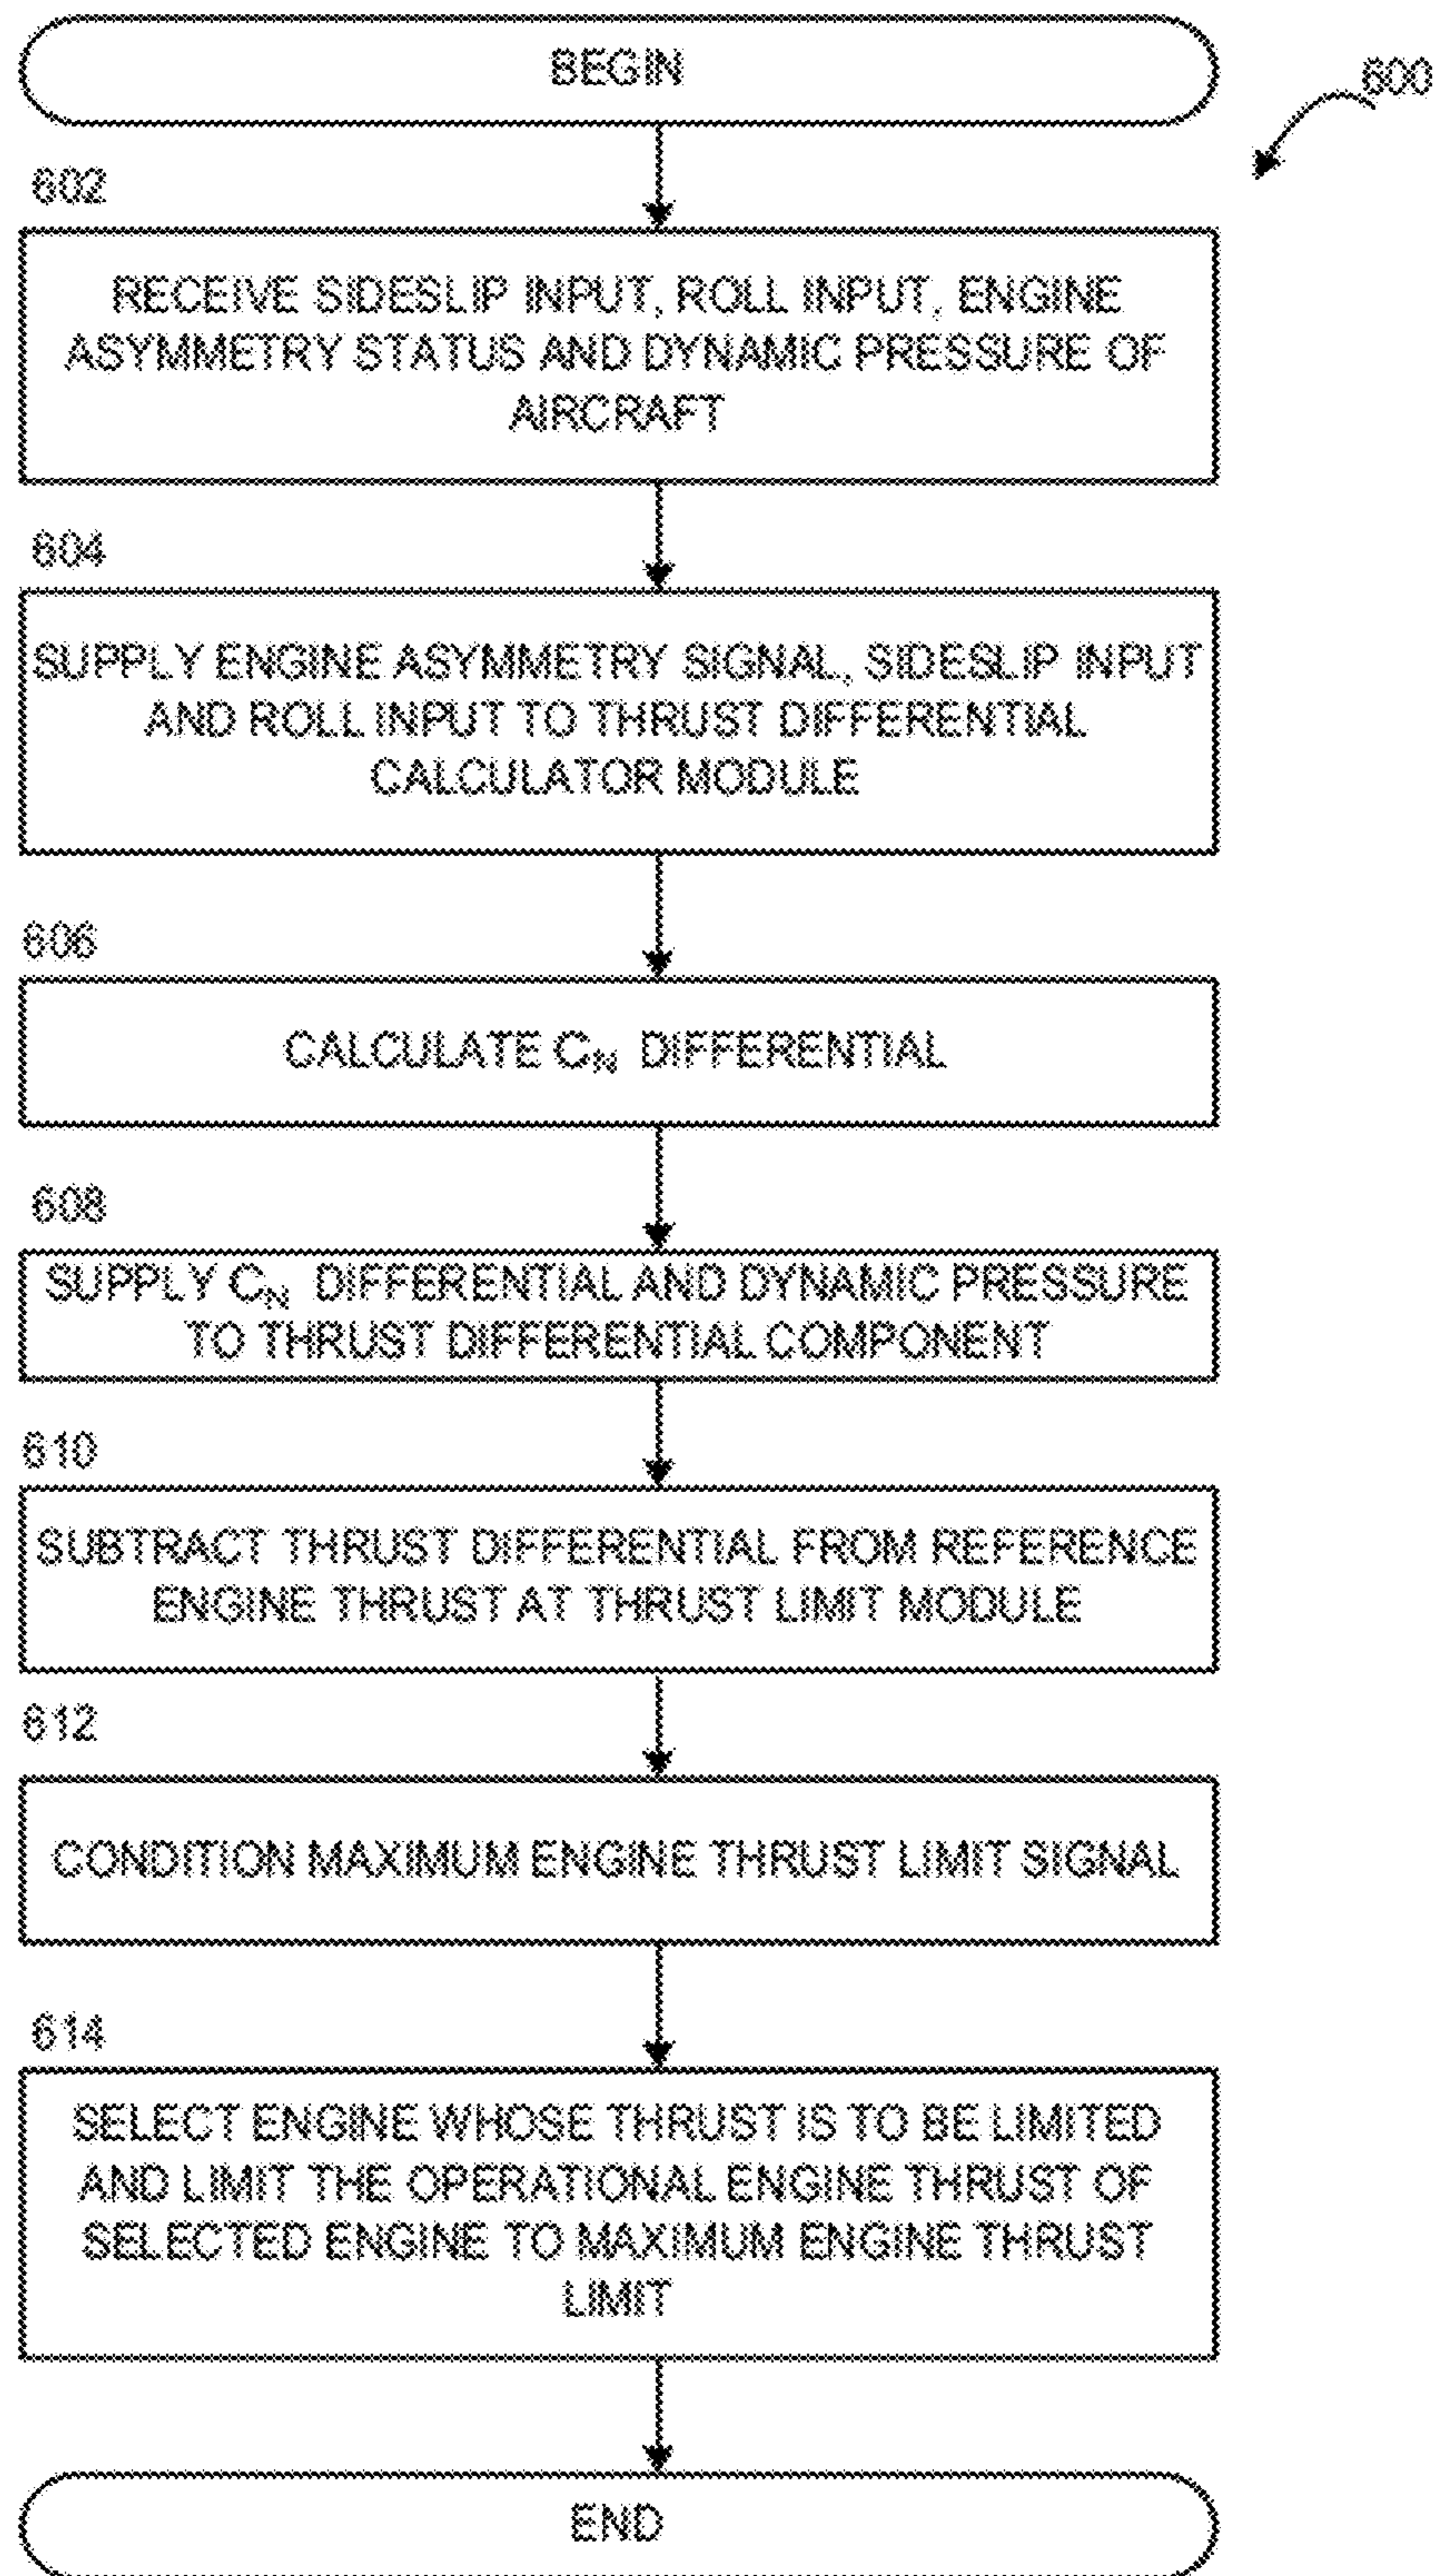 BEGIN
600
602
RECEIVE SIDESLIP INPUT, ROLL INPUT, ENGINE
ASYMMETRY STATUS AND DYNAMIC PRESSURE OF
AIRCRAFT
604
SUPPLY ENGINE ASYMMETRY SIGNAL, SIDESLIP INPUT
AND ROLL INPUT TO THRUST DIFFERENTIAL
CALCULATOR MODULE
606
CALCULATE CN DIFFERENTIAL
608
SUPPLY CN DIFFERENTIAL AND DYNAMIC PRESSURE
TO THRUST DIFFERENTIAL COMPONENT
610
SUBTRACT THRUST DIFFERENTIAL FROM REFERENCE
ENGINE THRUST AT THRUST LIMIT MODULE
612
CONDITION MAXIMUM ENGINE THRUST LIMIT SIGNAL
614
SELECT ENGINE WHOSE THRUST IS TO BE LIMITED
AND LIMIT THE OPERATIONAL ENGINE THRUST OF
SELECTED ENGINE TO MAXIMUM ENGINE THRUST
LIMIT
END